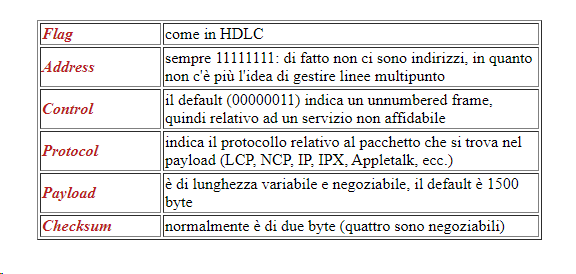 Flag
come in HDLC
Address
sempre 11111111: di fatto non ci sono indirizzi, in quanto
non c'è più l'idea di gestire linee multipunto
Control
il default (00000011) indica un unnumbered frame,
quindi relativo ad un servizio non affidabile
Protocol
indica il protocollo relativo al pacchetto che si trova nel
payload (LCP, NCP, IP, IPX, Appletalk, ecc.)
Payload
è di lunghezza variabile e negoziabile, il default è 1500
byte
Checksum
normalmente è di due byte (quattro sono negoziabili)